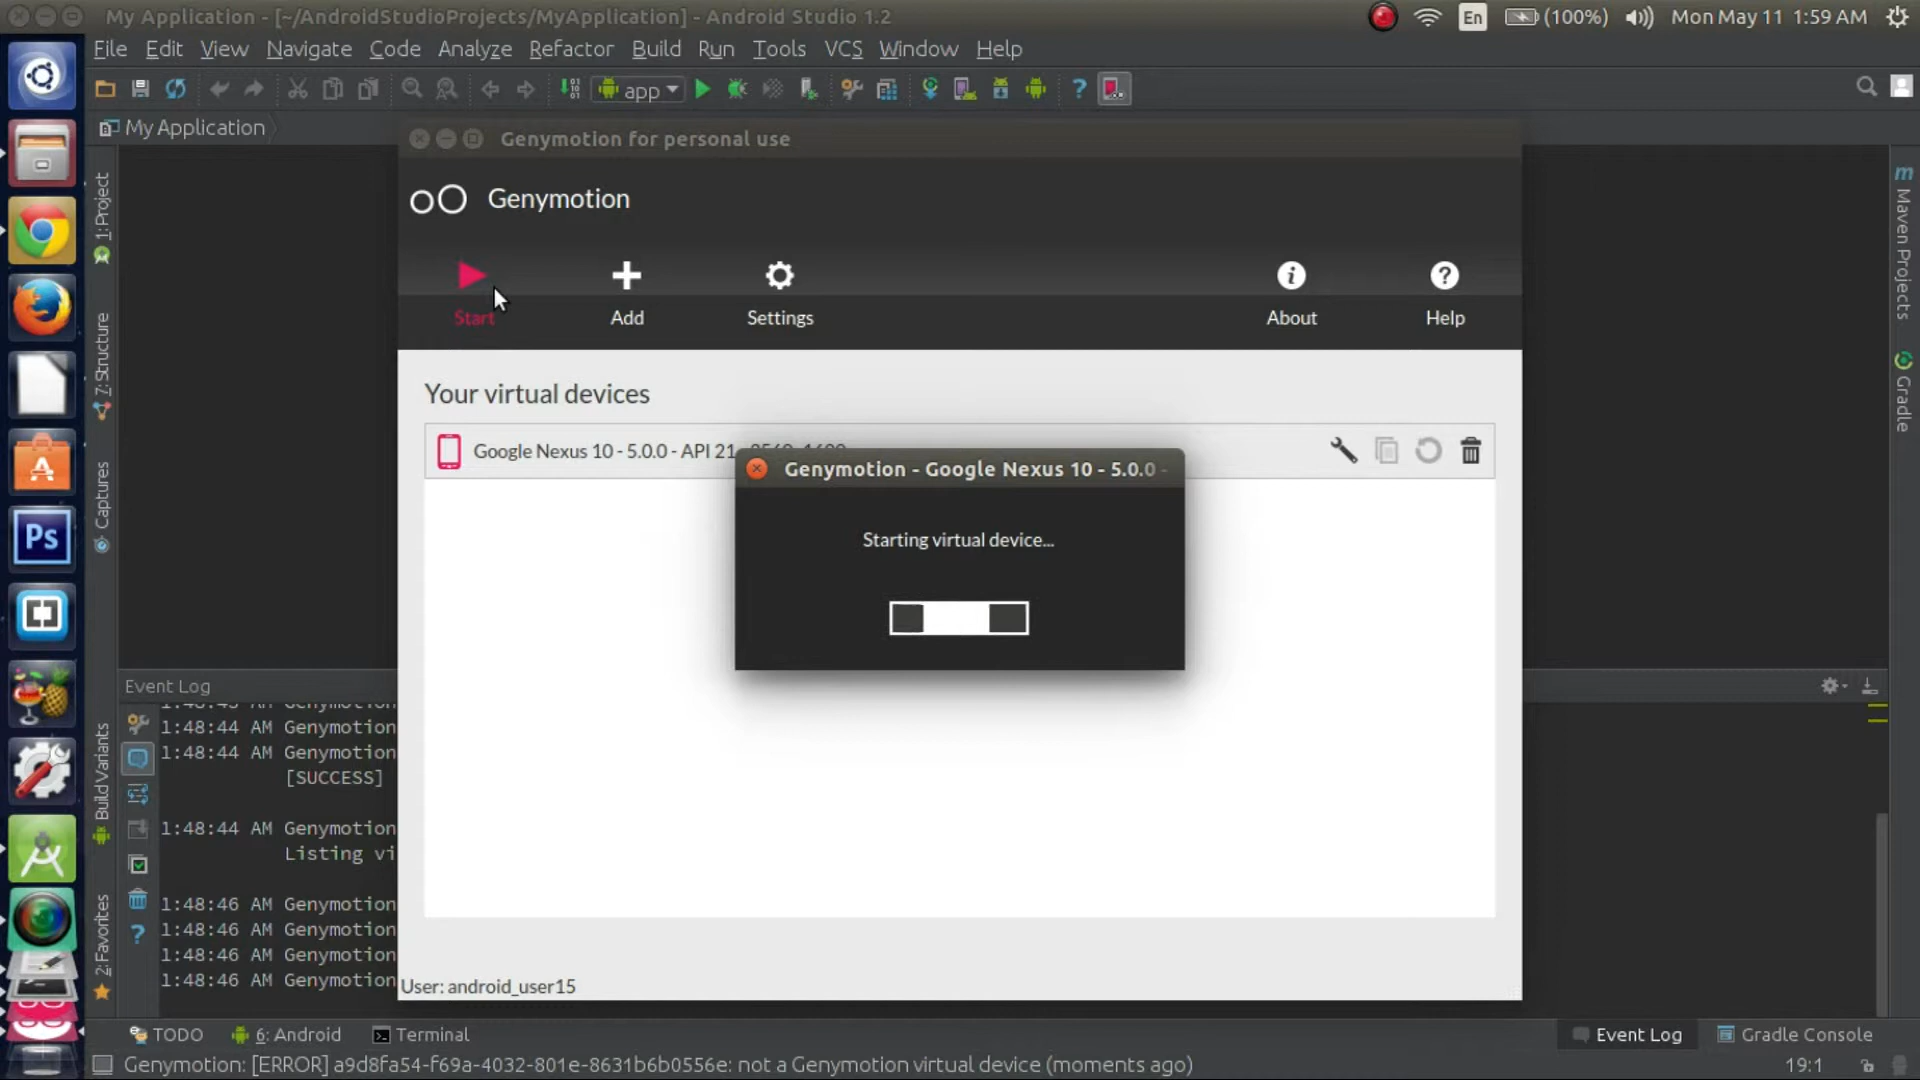 My Application - [~/AndroidStudioProjects/MyApplication] - Android Studio 1.2
En (100%) Mon May 11 1:59 AM
File Edit View Navigate Code Analyze Refactor Build Run Tools VCS Window Help
app
My Application
Genymotion for personal use
Genymotion
Start Add Settings About Help
Your virtual devices
Google Nexus 10 - 5.0.0 - API 21 - 2560x1600
Genymotion - Google Nexus 10 - 5.0.0 -
Starting virtual device...
User: android_user15
1: Project
7: Structure
Captures
Build Variants
2: Favorites
Ps
m Maven Projects
Gradle
Event Log
1:48:44 AM Genymotion
1:48:44 AM Genymotion
[SUCCESS]
1:48:44 AM Genymotion
Listing vi
1:48:46 AM Genymotion
1:48:46 AM Genymotion
1:48:46 AM Genymotion
1:48:46 AM Genymotion
TODO 6: Android Terminal Event Log Gradle Console
Genymotion: [ERROR] a9d8fa54-f69a-4032-801e-8631b6b0556e: not a Genymotion virtual device (moments ago) 19:1